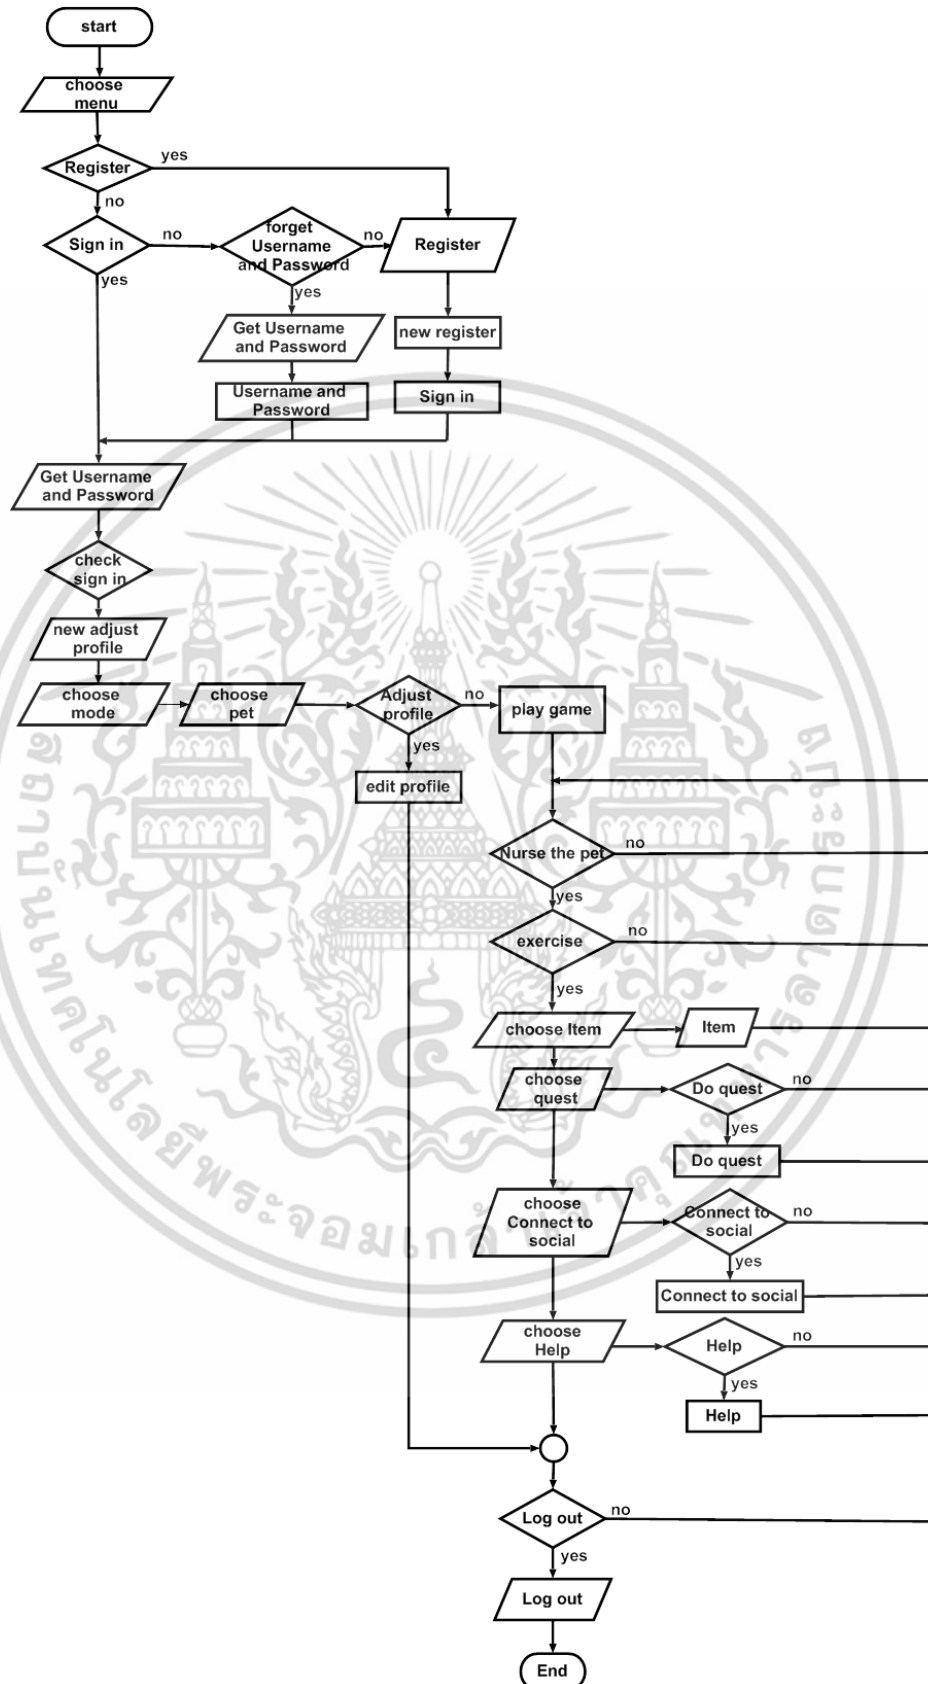 start
choose
menu
Register
yes
no
Sign in
no
forget
Username
and Password
no
Register
yes
yes
Get Username
and Password
new register
Username and
Password
Sign in
Get Username
and Password
check
sign in
new adjust
profile
choose
mode
choose
pet
Adjust
profile
no
play game
yes
edit profile
Nurse the pet
no
yes
exercise
no
yes
choose Item
Item
choose
quest
Do quest
no
yes
Do quest
choose
Connect to
social
Connect to
social
no
yes
Connect to social
choose
Help
Help
no
yes
Help
Log out
no
yes
Log out
End